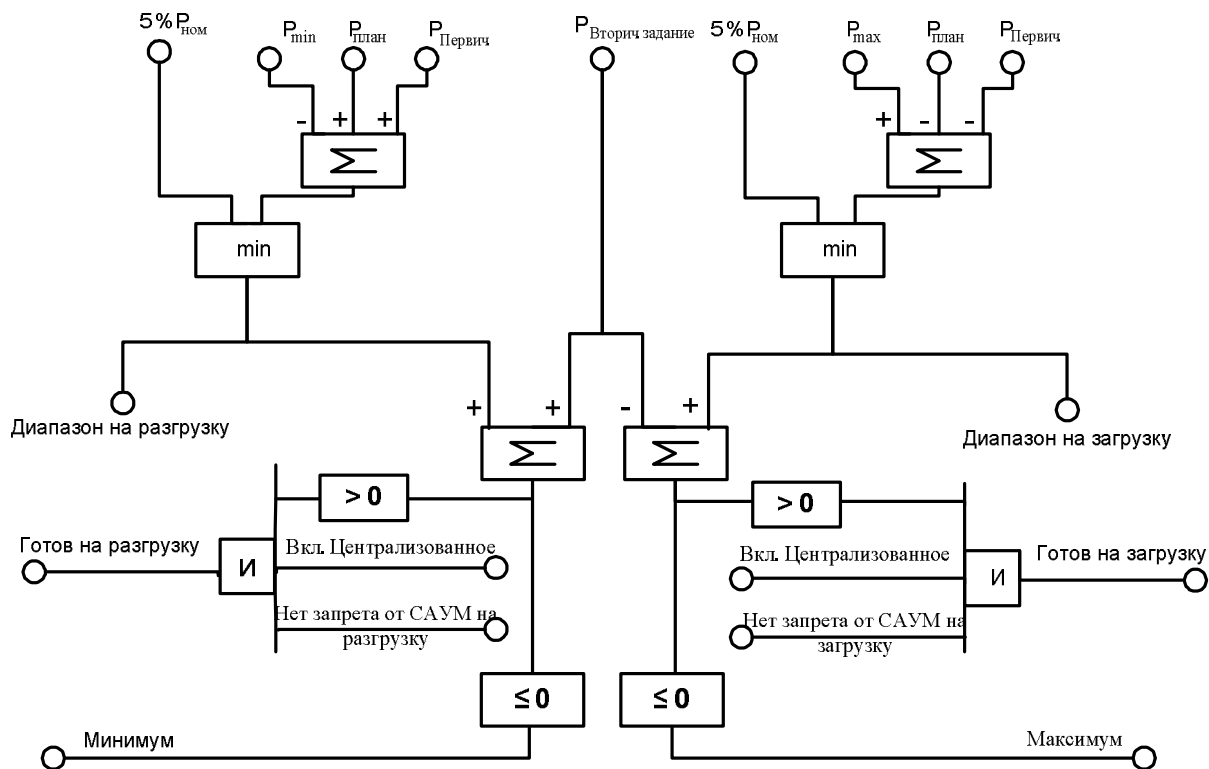 5%Pном
Pmin
Pплан
PПервич.
PВторич. задание
5%Pном
Pmax
Pплан
PПервич.
- + +
+ - -
Σ
Σ
min
min
+ + - +
Диапазон на разгрузку
Диапазон на загрузку
Σ
Σ
> 0
> 0
Готов на разгрузку
И
Вкл. Централизованное
Вкл. Централизованное
И
Готов на загрузку
Нет запрета от САУМ на
разгрузку
Нет запрета от САУМ на
загрузку
≤ 0
≤ 0
Минимум
Максимум